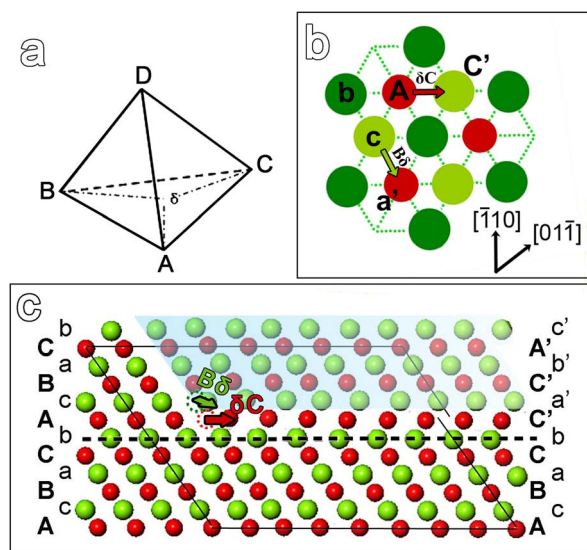 a
D
B
C
δ
A
b
δC
C'
b
A
c
Bδ
a'
[1̄10]
[011̄]
c
b c'
C A'
a b'
B Bδ C'
c a'
A δC C'
b b
C C
a a
B B
c c
A A